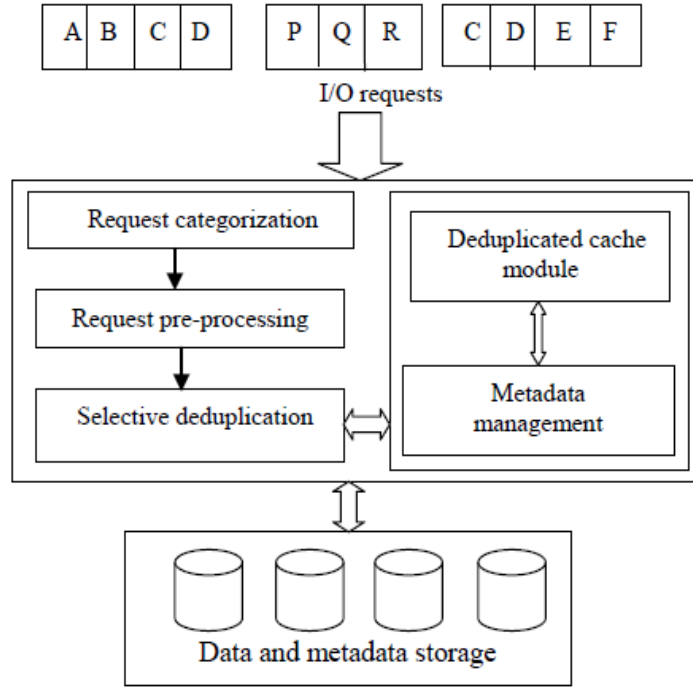 A B C D P Q R C D E F
I/O requests
Request categorization
Request pre-processing
Selective deduplication
Deduplicated cache
module
Metadata
management
Data and metadata storage